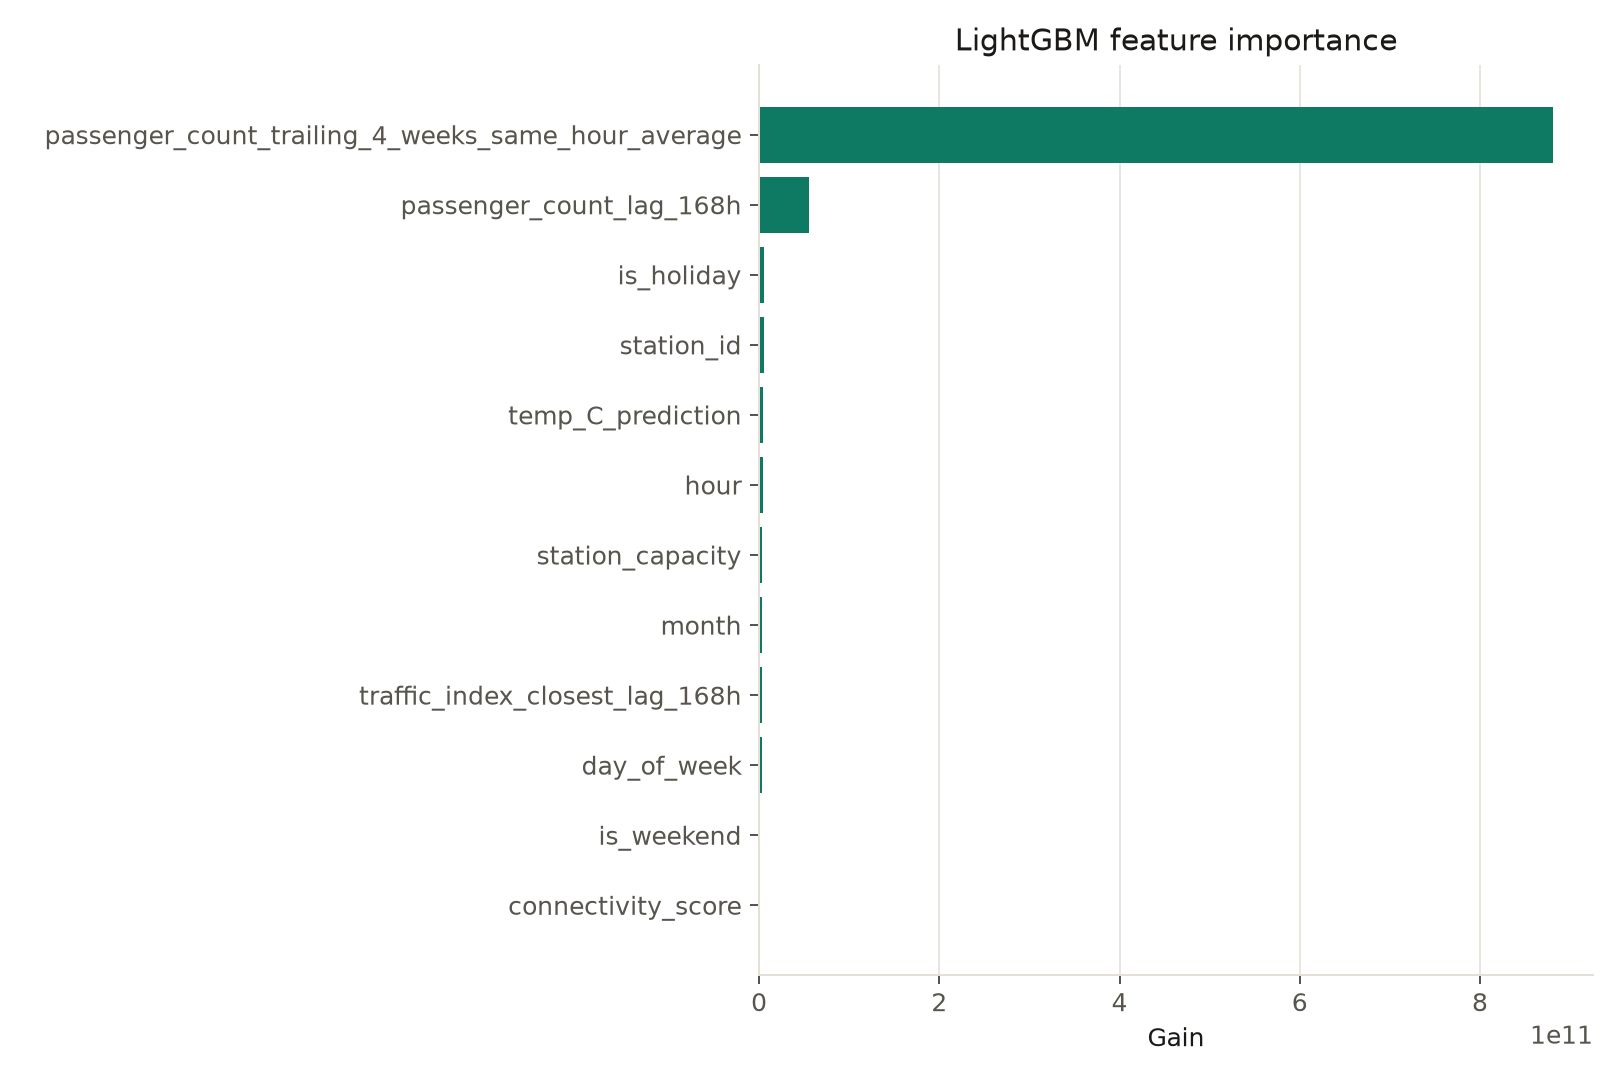 LightGBM feature importance
passenger_count_trailing_4_weeks_same_hour_average
passenger_count_lag_168h
is_holiday
station_id
temp_C_prediction
hour
station_capacity
month
traffic_index_closest_lag_168h
day_of_week
is_weekend
connectivity_score
0 2 4 6 8
1e11
Gain